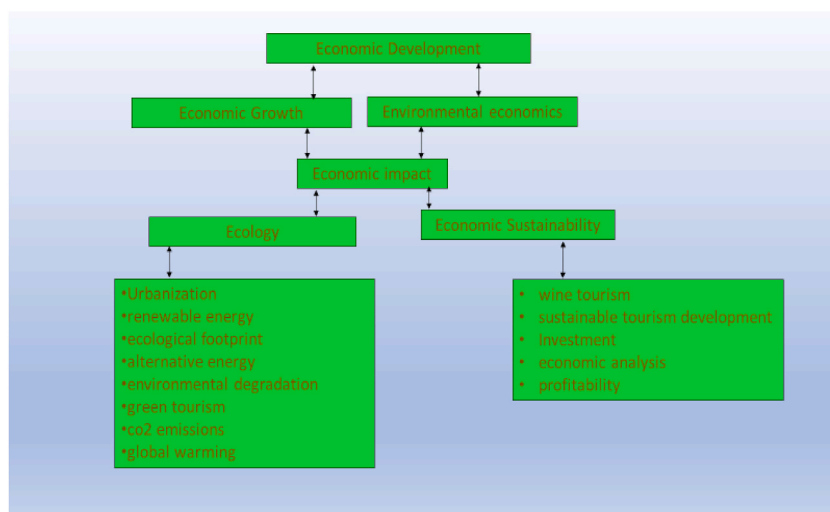 Economic Development
Economic Growth
Environmental economics
Economic impact
Ecology
Economic Sustainability
•Urbanization
•renewable energy
•ecological footprint
•alternative energy
•environmental degradation
•green tourism
•co2 emissions
•global warming
• wine tourism
• sustainable tourism development
• Investment
• economic analysis
• profitability